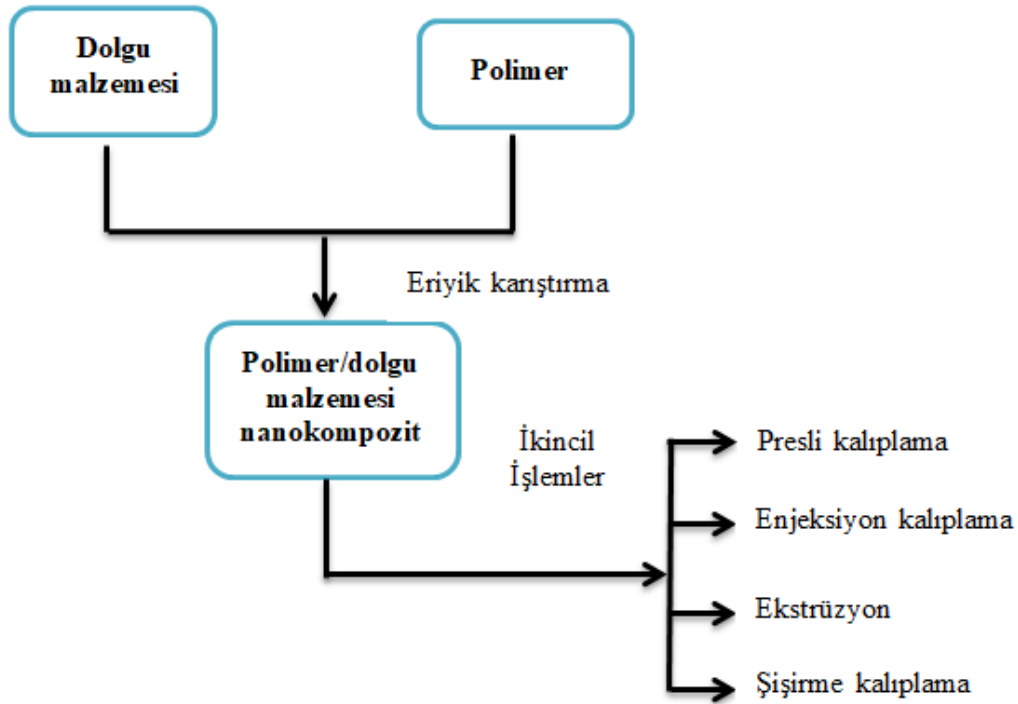 Dolgu
malzemesi
Polimer
Eriyik karıştırma
Polimer/dolgu
malzemesi
nanokompozit
İkincil
İşlemler
Presli kalıplama
Enjeksiyon kalıplama
Ekstrüzyon
Şişirme kalıplama